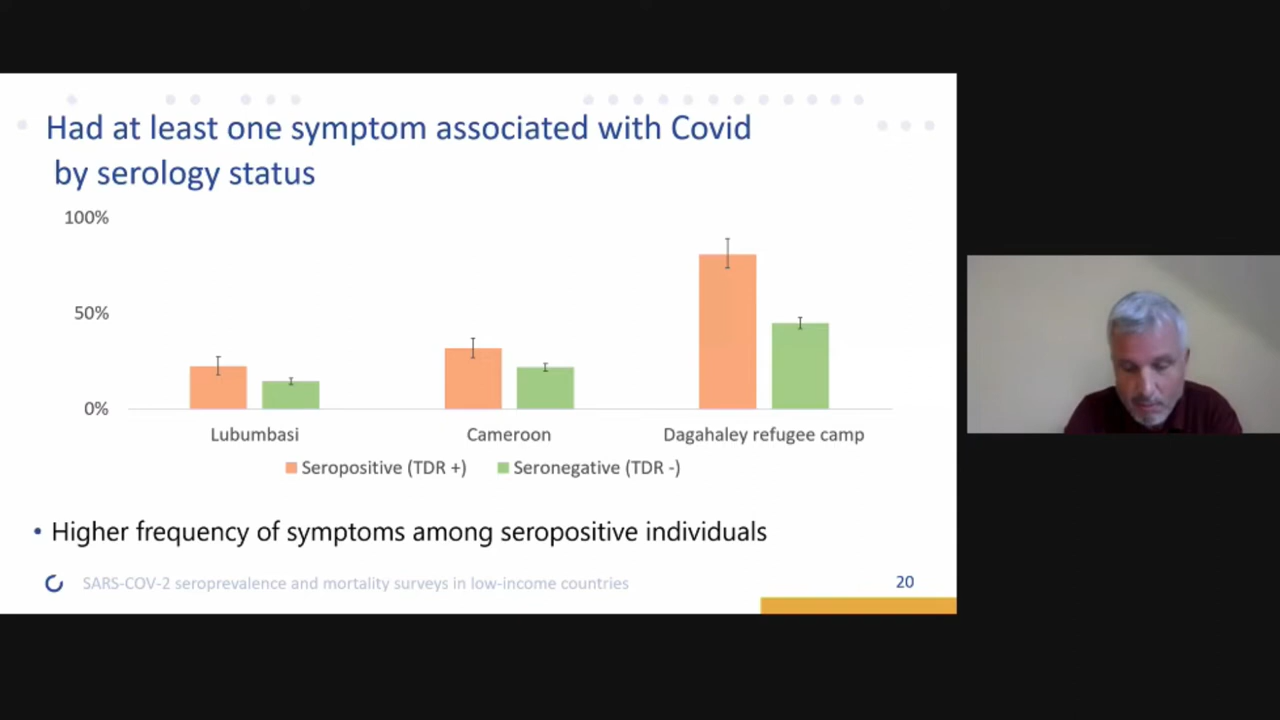 Had at least one symptom associated with Covid
by serology status
100%
50%
0%
Lubumbasi Cameroon Dagahaley refugee camp
Seropositive (TDR +) Seronegative (TDR -)
• Higher frequency of symptoms among seropositive individuals
SARS-COV-2 seroprevalence and mortality surveys in low-income countries 20